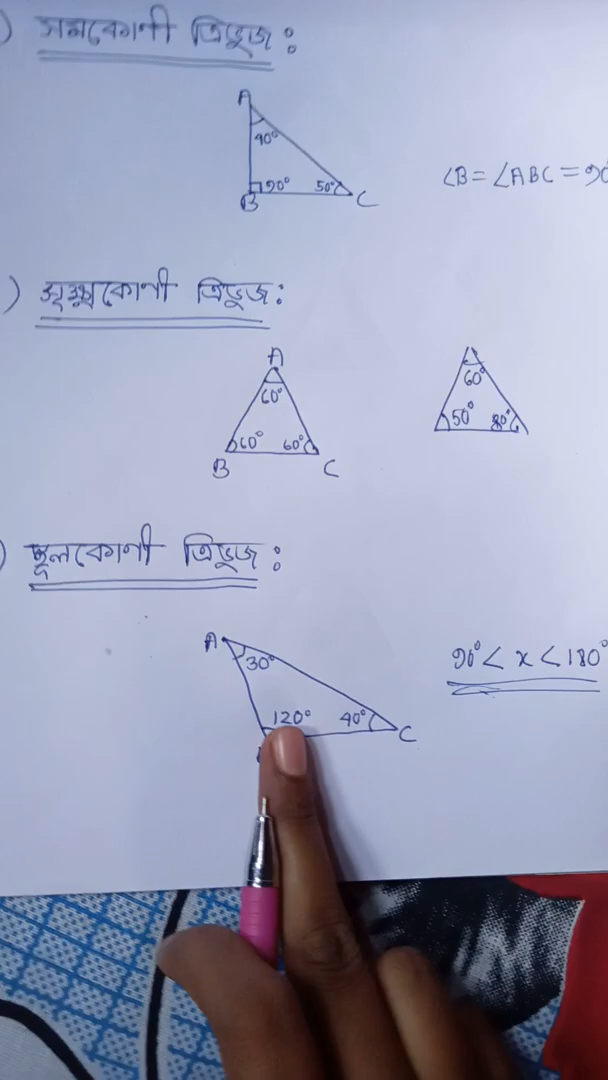 ) সমকোণী ত্রিভুজ :
A
40°
90° 50°
B C
∠B = ∠ABC = 90
) সূক্ষ্মকোণী ত্রিভুজ :
A
60°
60° 60°
B C
60°
50° 80°
) স্থূলকোণী ত্রিভুজ :
A
30°
120° 40°
C
90° < x < 180°